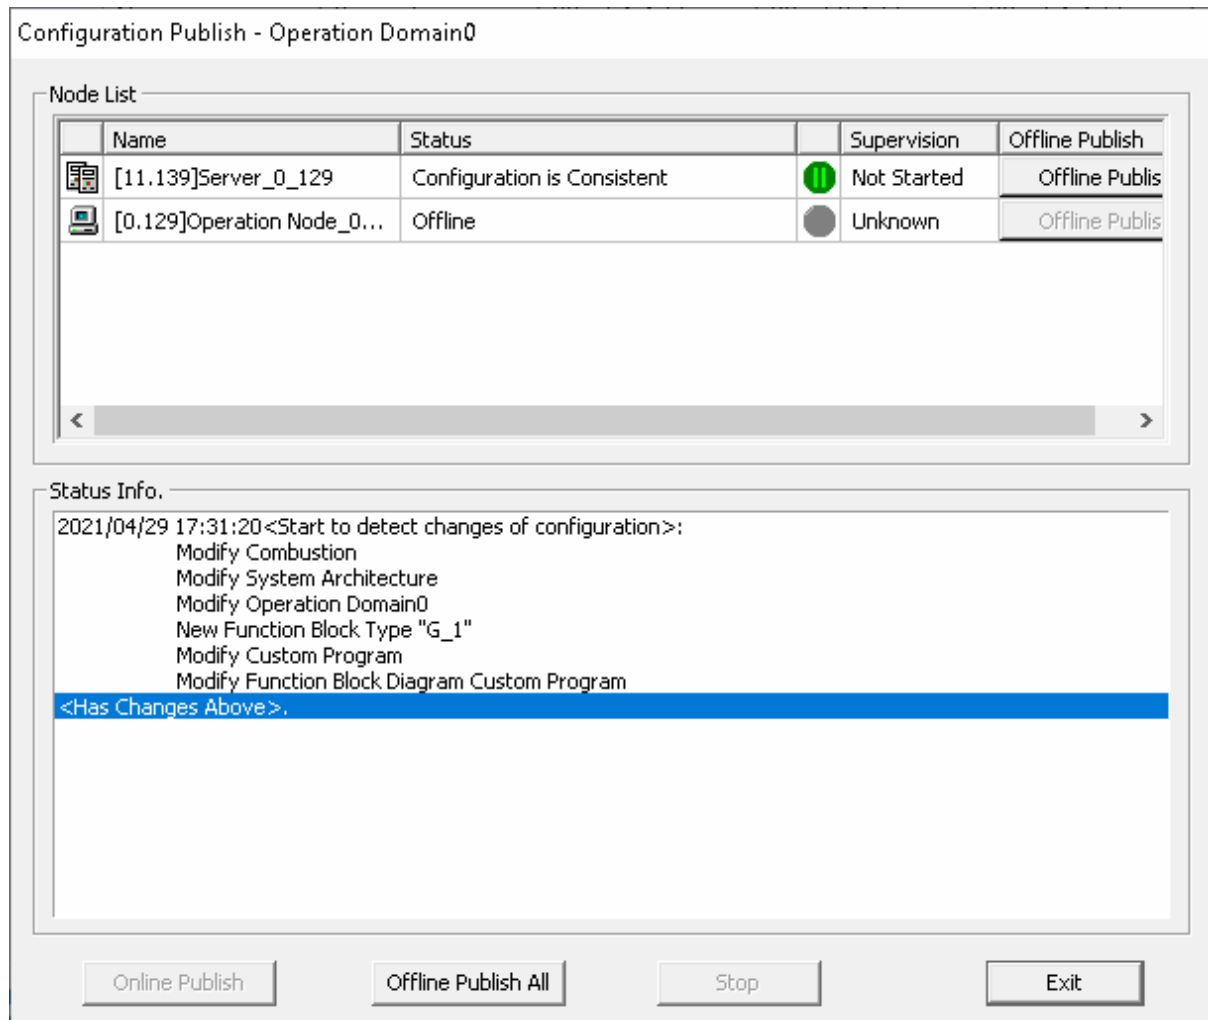 Configuration Publish - Operation Domain0
Node List
Name Status Supervision Offline Publish
[11.139]Server_0_129 Configuration is Consistent Not Started Offline Publis
[0.129]Operation Node_0... Offline Unknown Offline Publis
Status Info.
2021/04/29 17:31:20<Start to detect changes of configuration>:
Modify Combustion
Modify System Architecture
Modify Operation Domain0
New Function Block Type "G_1"
Modify Custom Program
Modify Function Block Diagram Custom Program
<Has Changes Above>.
Online Publish Offline Publish All Stop Exit